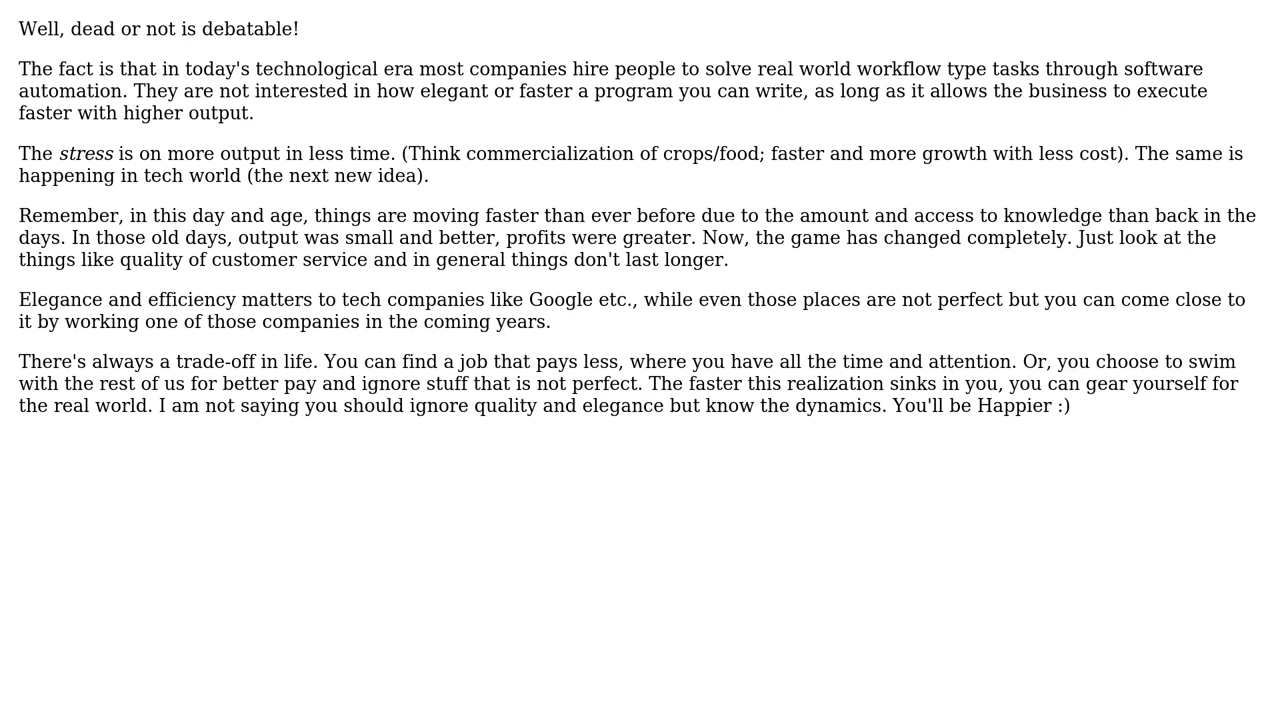 Well, dead or not is debatable!
The fact is that in today's technological era most companies hire people to solve real world workflow type tasks through software
automation. They are not interested in how elegant or faster a program you can write, as long as it allows the business to execute
faster with higher output.
The stress is on more output in less time. (Think commercialization of crops/food; faster and more growth with less cost). The same is
happening in tech world (the next new idea).
Remember, in this day and age, things are moving faster than ever before due to the amount and access to knowledge than back in the
days. In those old days, output was small and better, profits were greater. Now, the game has changed completely. Just look at the
things like quality of customer service and in general things don't last longer.
Elegance and efficiency matters to tech companies like Google etc., while even those places are not perfect but you can come close to
it by working one of those companies in the coming years.
There's always a trade-off in life. You can find a job that pays less, where you have all the time and attention. Or, you choose to swim
with the rest of us for better pay and ignore stuff that is not perfect. The faster this realization sinks in you, you can gear yourself for
the real world. I am not saying you should ignore quality and elegance but know the dynamics. You'll be Happier :)